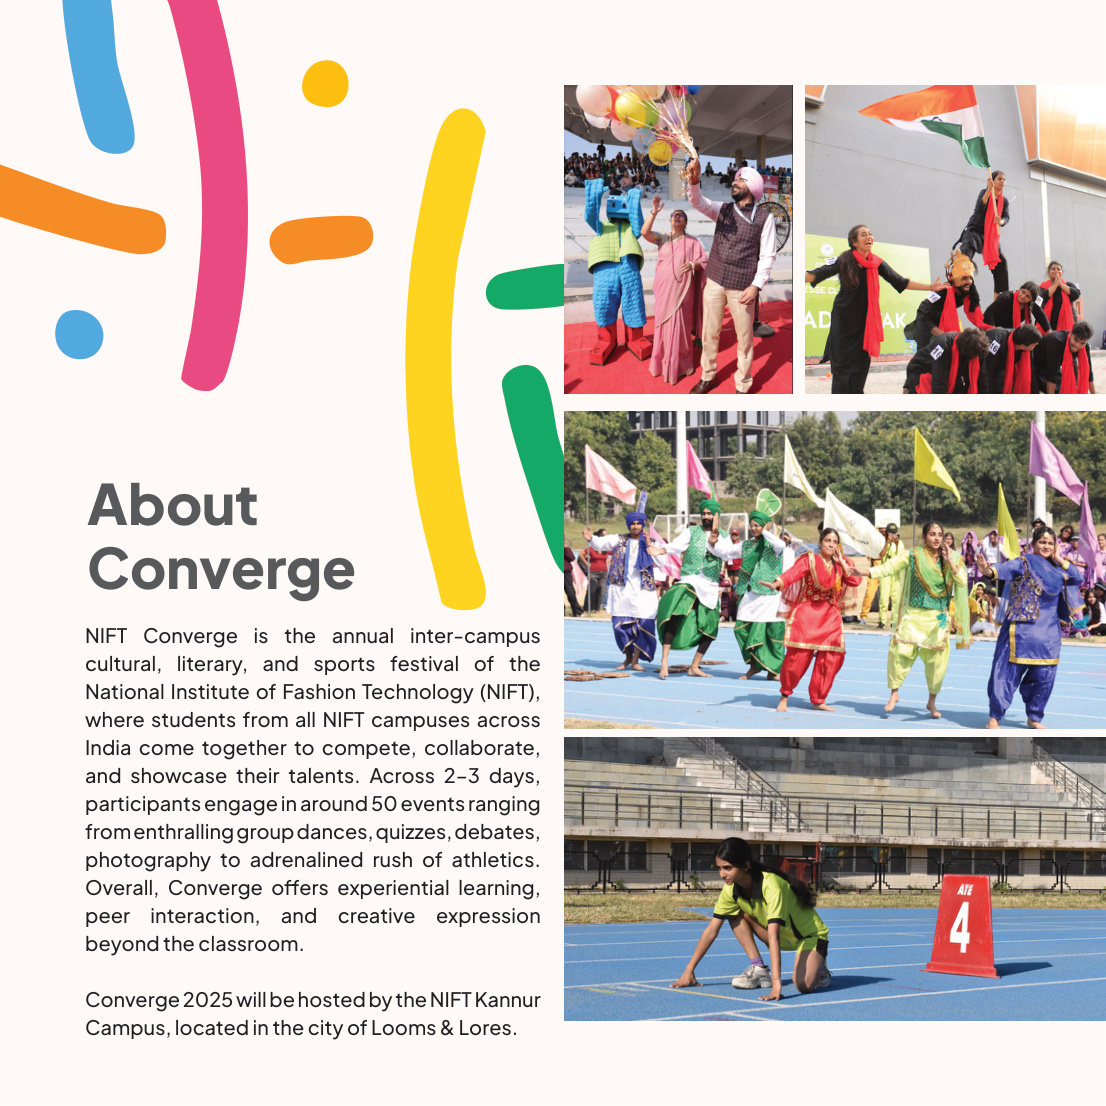 About
Converge
NIFT Converge is the annual inter-campus
cultural, literary, and sports festival of the
National Institute of Fashion Technology (NIFT),
where students from all NIFT campuses across
India come together to compete, collaborate,
and showcase their talents. Across 2–3 days,
participants engage in around 50 events ranging
from enthralling group dances, quizzes, debates,
photography to adrenalined rush of athletics.
Overall, Converge offers experiential learning,
peer interaction, and creative expression
beyond the classroom.
Converge 2025 will be hosted by the NIFT Kannur
Campus, located in the city of Looms & Lores.
ATE
4